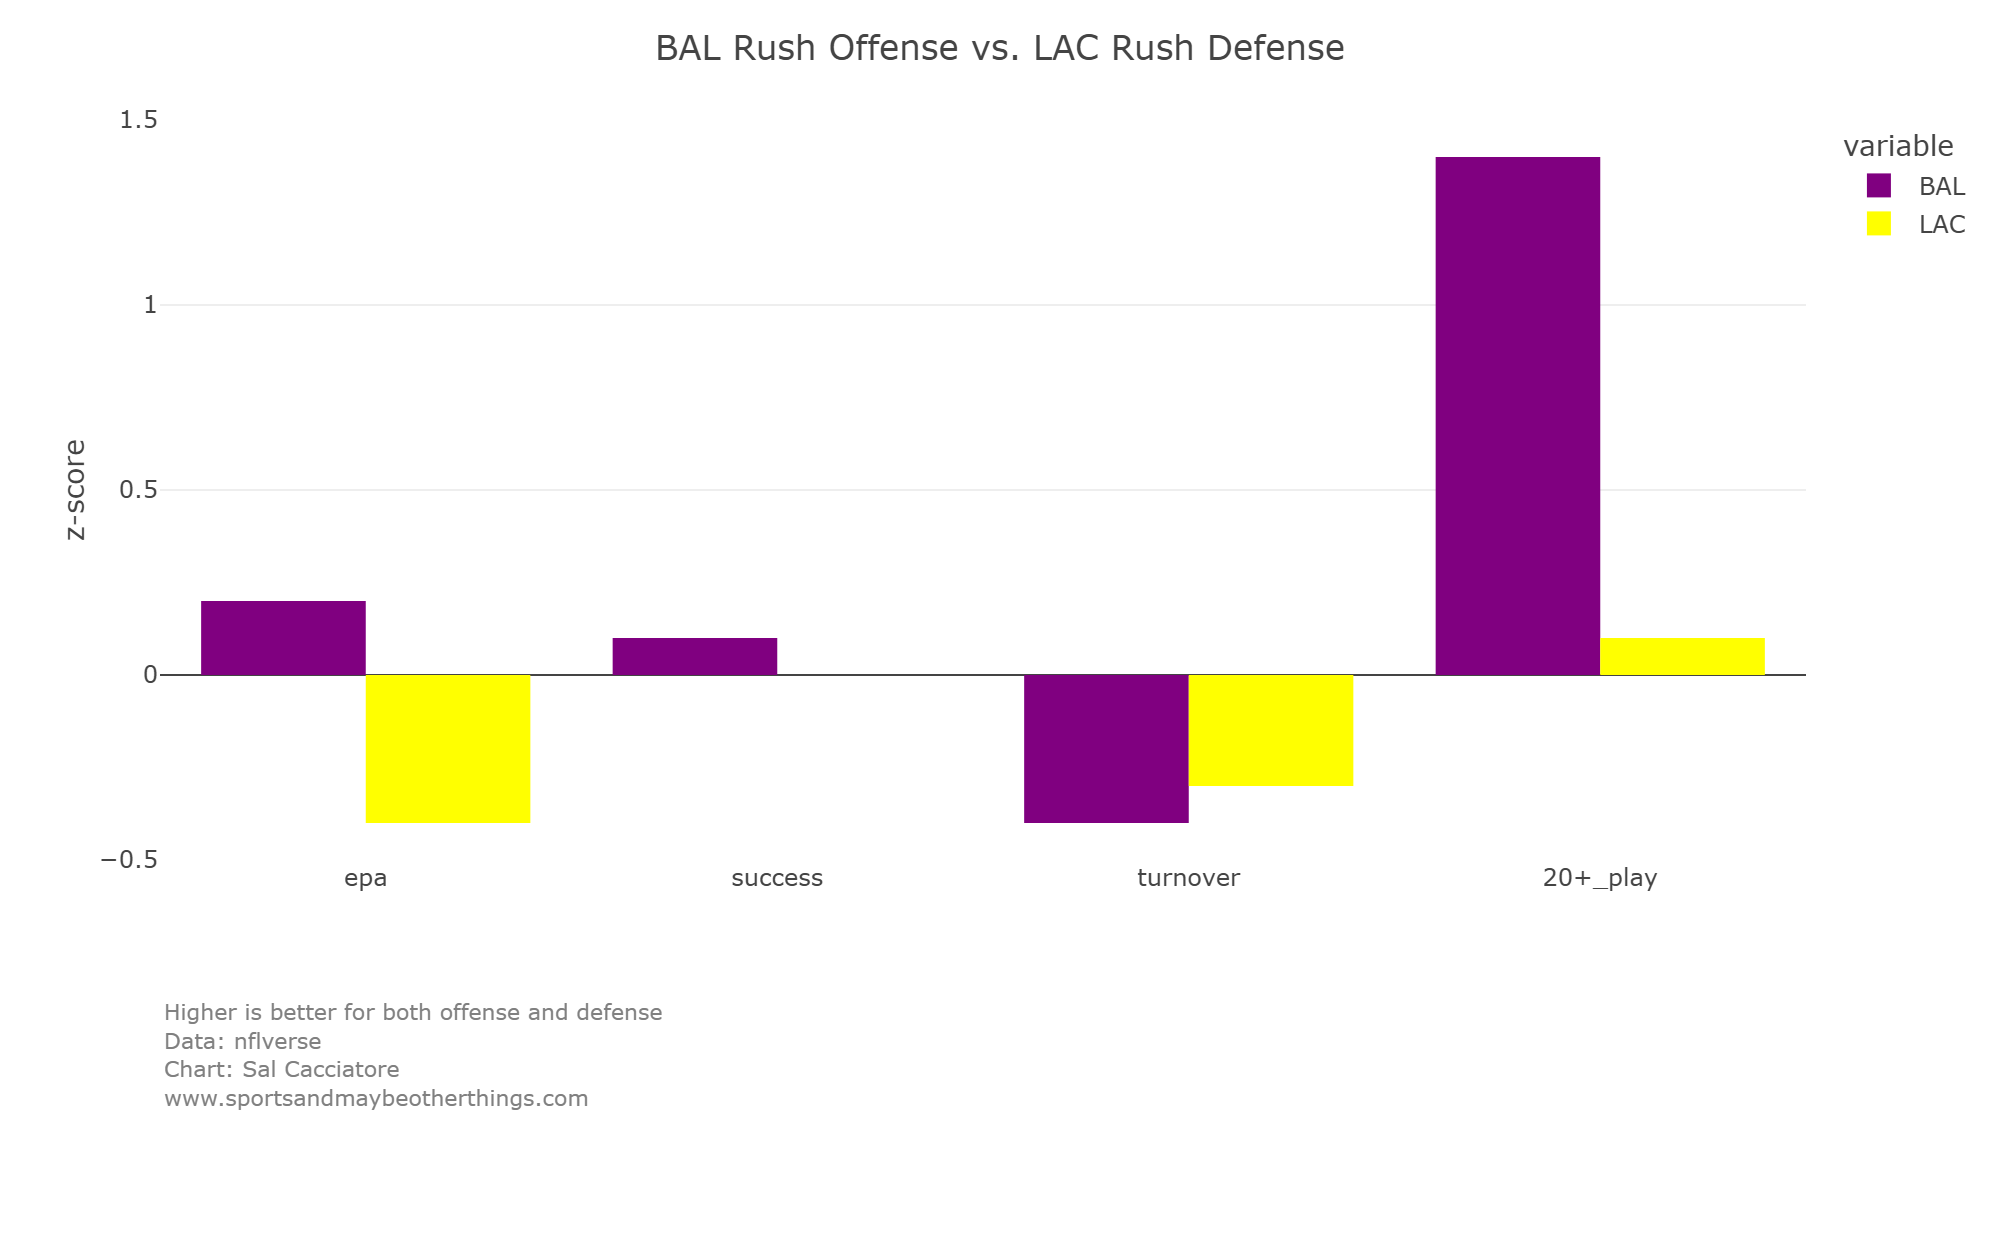 BAL Rush Offense vs. LAC Rush Defense
1.5
1
0.5
0
−0.5
z-score
epa
success
turnover
20+_play
variable
BAL
LAC
Higher is better for both offense and defense
Data: nflverse
Chart: Sal Cacciatore
www.sportsandmaybeotherthings.com